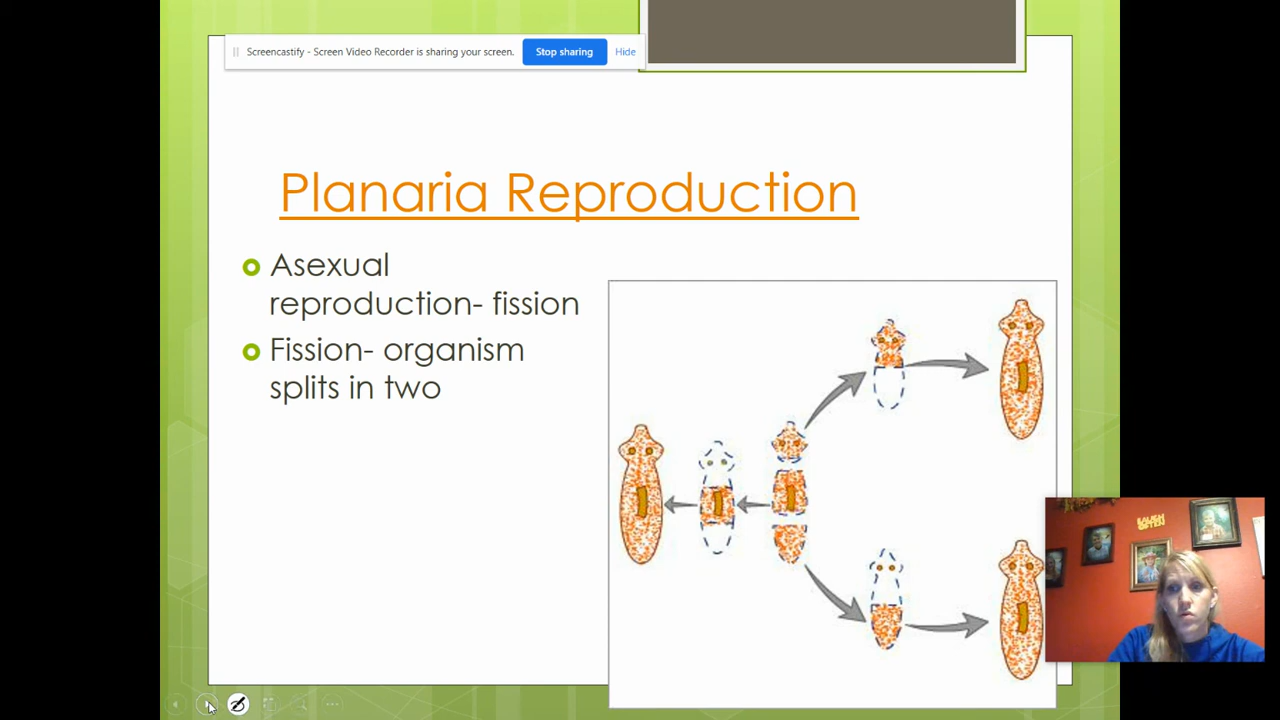 Screencastify - Screen Video Recorder is sharing your screen. Stop sharing Hide
Planaria Reproduction
Asexual
reproduction- fission
Fission- organism
splits in two